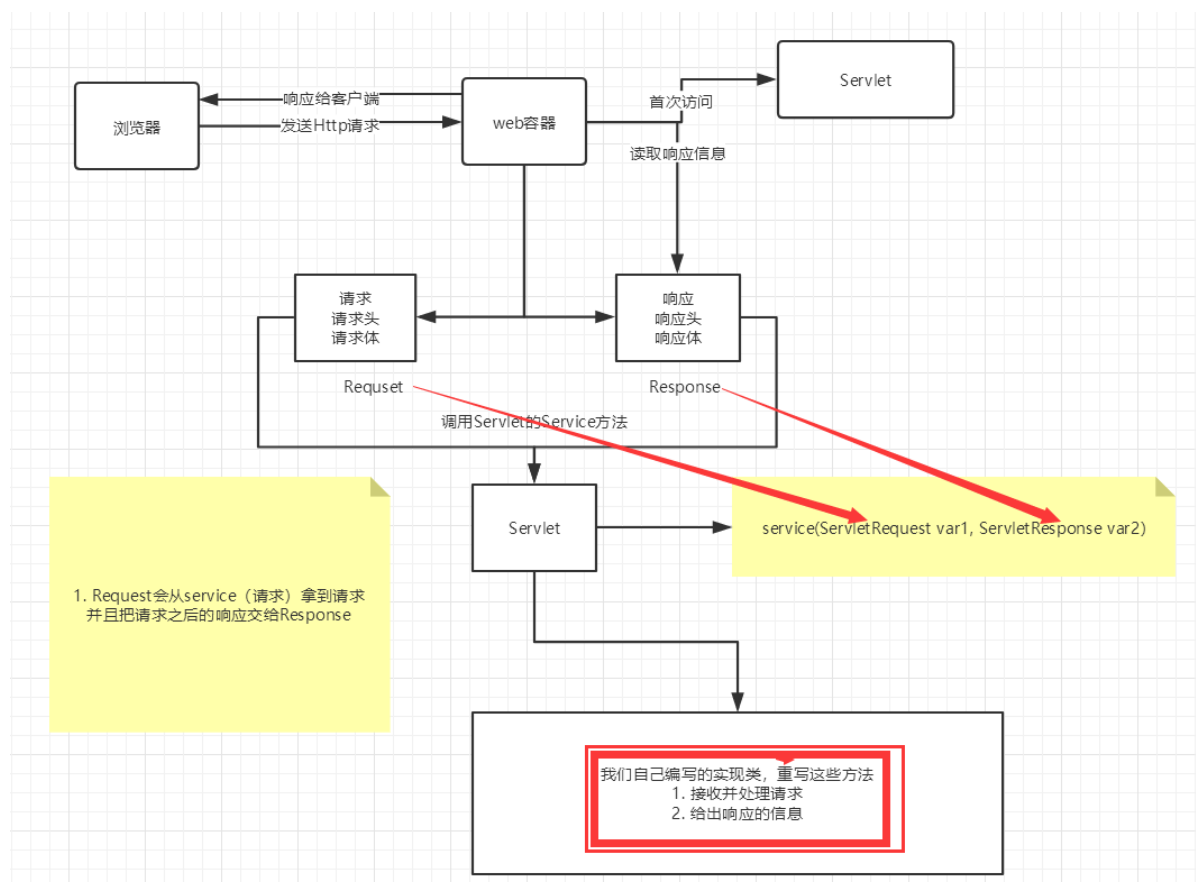 Servlet
响应给客户端
首次访问
浏览器
发送Http请求
web容器
读取响应信息
请求
请求头
请求体
响应
响应头
响应体
Requset
Response
调用Servlet的Service方法
Servlet
service(ServletRequest var1, ServletResponse var2)
1. Request会从service（请求）拿到请求
并且把请求之后的响应交给Response
我们自己编写的实现类，重写这些方法
1. 接收并处理请求
2. 给出响应的信息